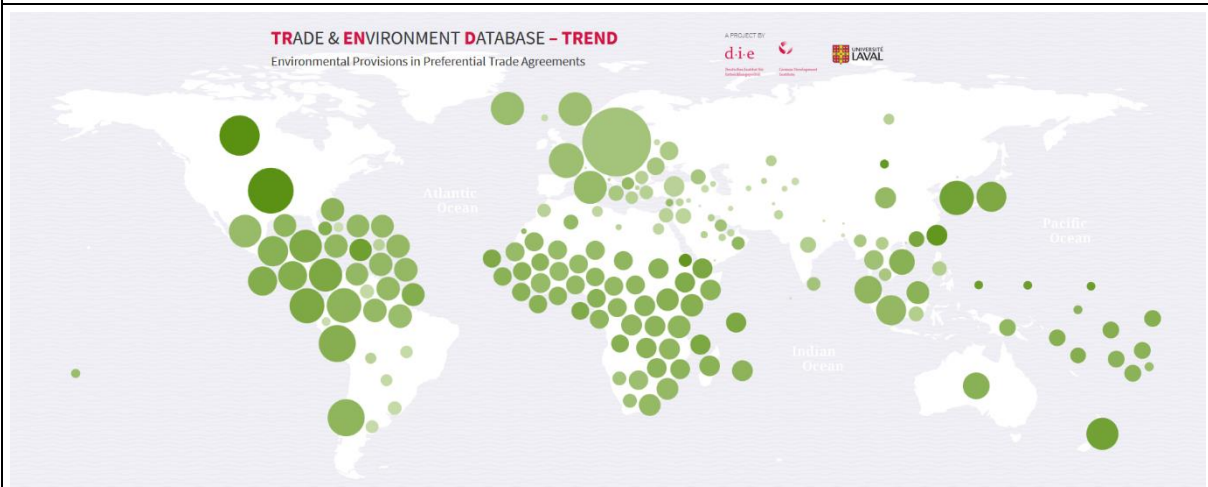 TRADE & ENVIRONMENT DATABASE – TREND
Environmental Provisions in Preferential Trade Agreements
A PROJECT BY
d·i·e
UNIVERSITÉ
LAVAL
Atlantic
Ocean
Pacific
Ocean
Indian
Ocean